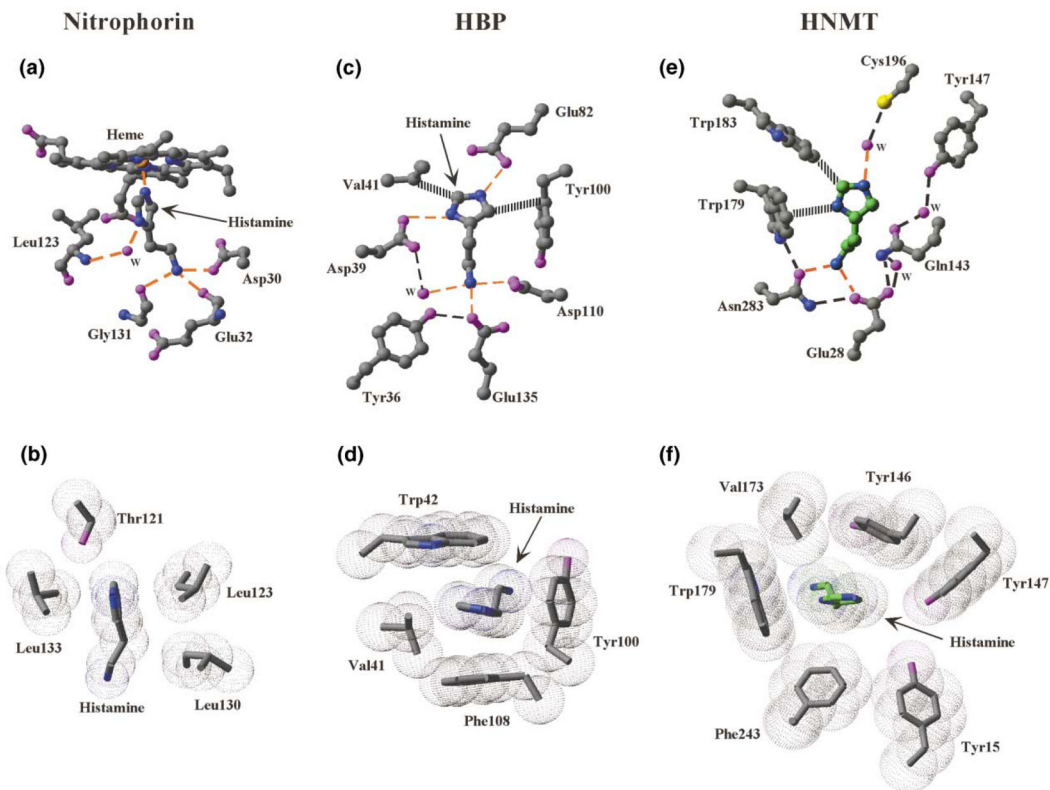 Nitrophorin
HBP
HNMT
(a)
Heme
Histamine
Leu123
W
Asp30
Gly131
Glu32
(c)
Glu82
Histamine
Val41
Tyr100
Asp39
W
Asp110
Tyr36
Glu135
(e)
Cys196
Tyr147
Trp183
W
Trp179
W
Gln143
W
Asn283
Glu28
(b)
Thr121
Leu123
Leu133
Histamine
Leu130
(d)
Trp42
Histamine
Val41
Tyr100
Phe108
(f)
Val173
Tyr146
Trp179
Tyr147
Histamine
Phe243
Tyr15